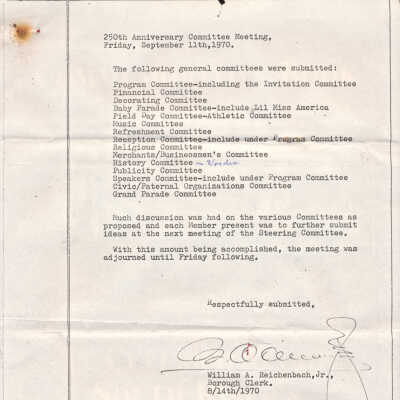 250th Anniversary Committee Meeting,
Friday, September 11th,1970.
The following general committees were submitted:
Program Committee-including the Invitation Committee
Financial Committee
Decorating Committee
Baby Parade Committee-include Lil Miss America
Field Day Committee-Athletic Committee
Music Committee
Refreshment Committee
Reception Committee-include under Program Committee
Religious Committee
Merchants/Businessmen's Committee
History Committee -
Publicity Committee
Speakers Committee-include under Program Committee
Civic/Paternal Organizations Committee
Grand Parade Committee
Much discussion was had on the various Committees as
proposed and each Member present was to further submit
ideas at the next meeting of the Steering Committee.
With this amount being accomplished, the meeting was
adjourned until Friday following.
Respectfully submitted,
William A. Reichenbach,Jr.,
Borough Clerk.
8/14th/1970